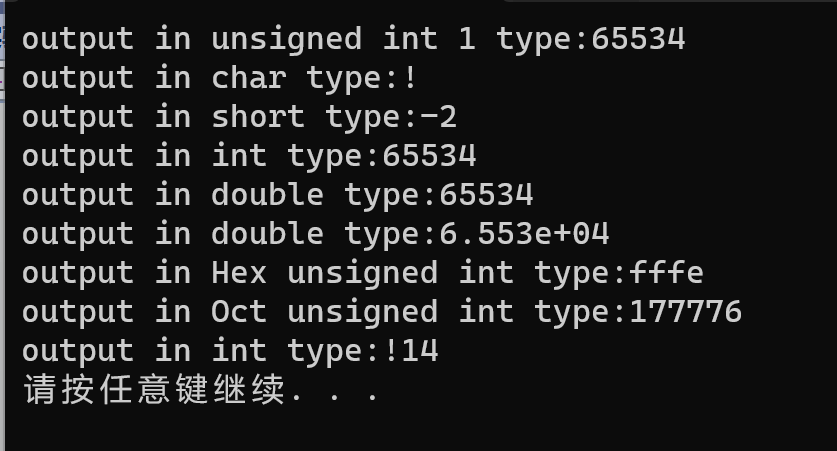 output in unsigned int 1 type:65534
output in char type:!
output in short type:-2
output in int type:65534
output in double type:65534
output in double type:6.553e+04
output in Hex unsigned int type:fffe
output in Oct unsigned int type:177776
output in int type:!14
请按任意键继续. . .